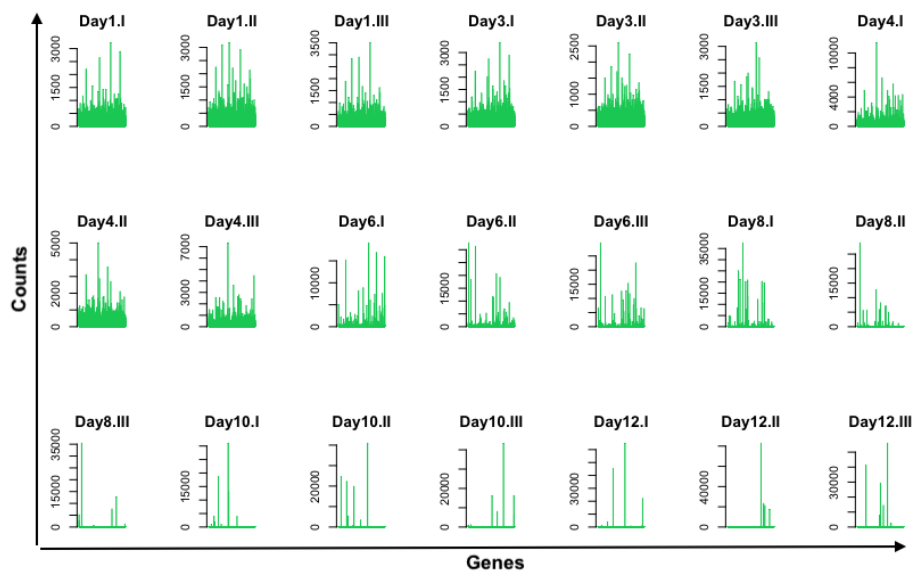 Day1.I Day1.II Day1.III Day3.I Day3.II Day3.III Day4.I
0 1500 3000
0 1500 3000
0 1500 3500
0 1500 3000
0 1000 2500
0 1500 3000
0 4000 10000
Day4.II Day4.III Day6.I Day6.II Day6.III Day8.I Day8.II
0 2000 5000
0 3000 7000
0 10000
0 15000
0 15000
0 15000 35000
0 15000
Day8.III Day10.I Day10.II Day10.III Day12.I Day12.II Day12.III
0 15000 35000
0 15000
0 20000
0 20000
0 30000
0 40000
0 30000
Counts
Genes